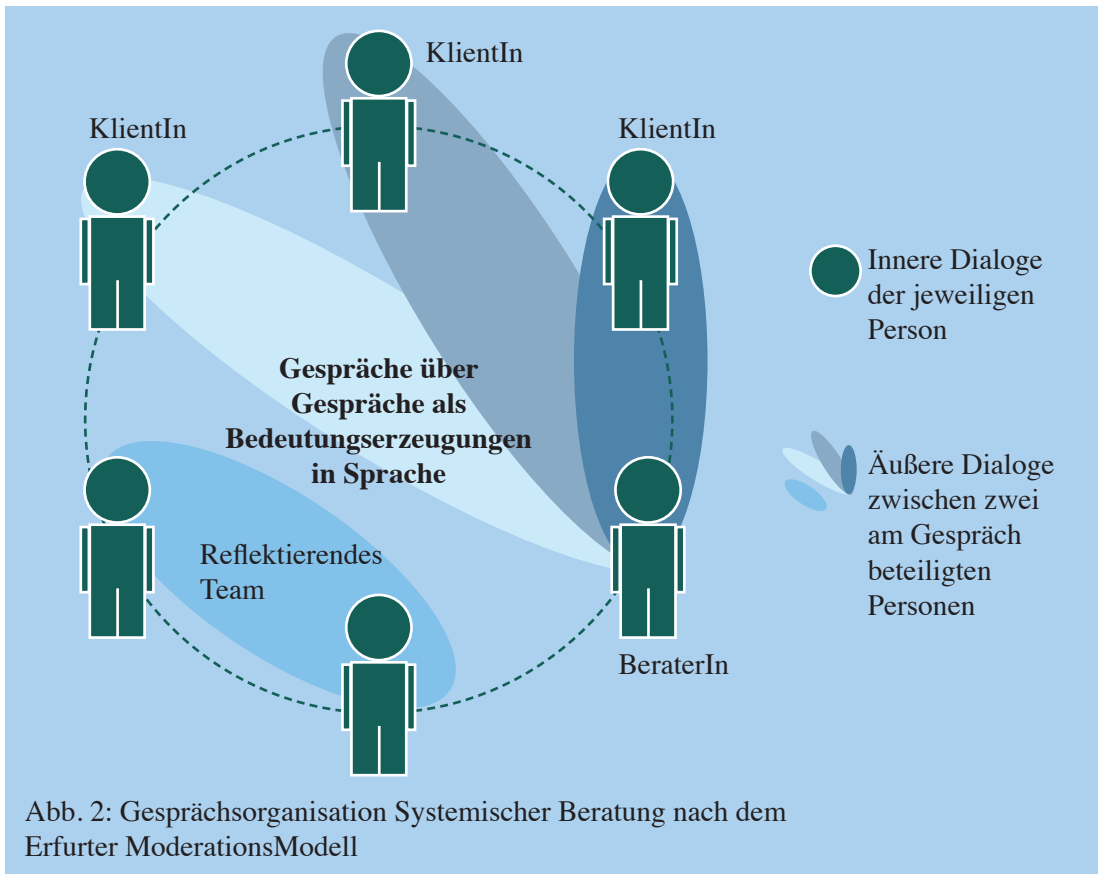 KlientIn
KlientIn
KlientIn
Innere Dialoge
der jeweiligen
Person
Gespräche über
Gespräche als
Bedeutungserzeugungen
in Sprache
Äußere Dialoge
zwischen zwei
am Gespräch
beteiligten
Personen
Reflektierendes
Team
BeraterIn
Abb. 2: Gesprächsorganisation Systemischer Beratung nach dem
Erfurter ModerationsModell